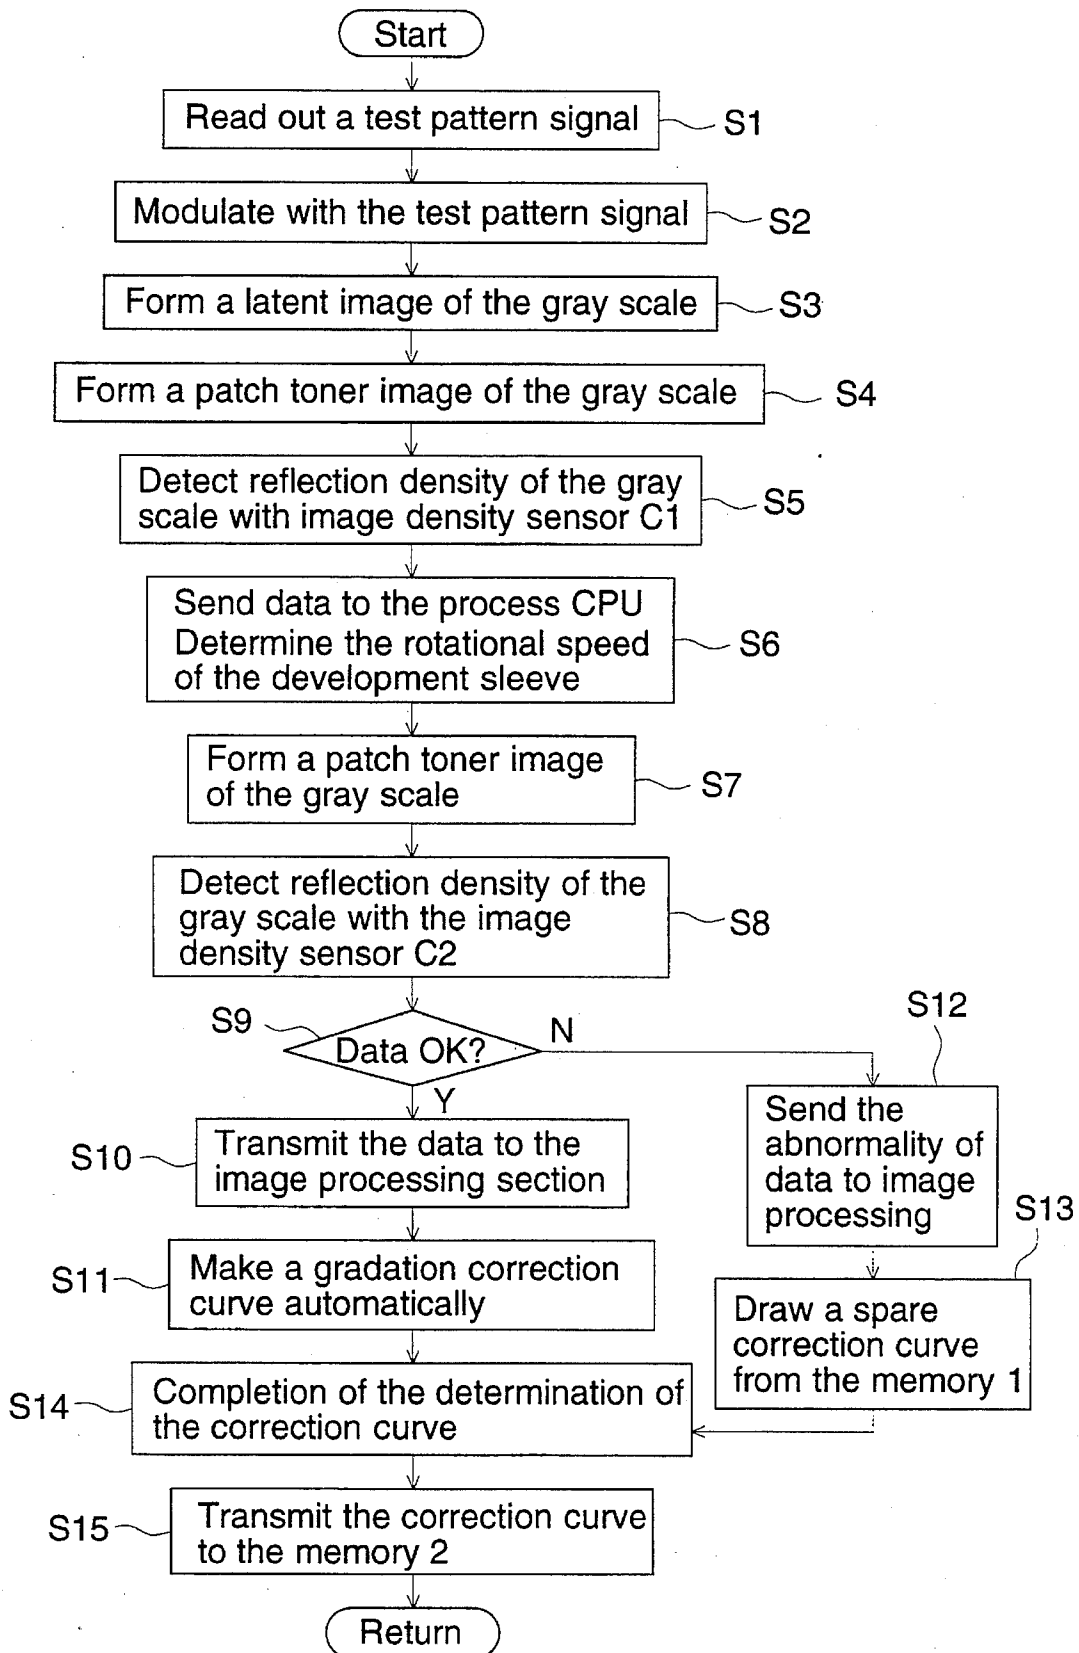 Start
Read out a test pattern signal
S1
Modulate with the test pattern signal
S2
Form a latent image of the gray scale
S3
Form a patch toner image of the gray scale
S4
Detect reflection density of the gray
scale with image density sensor C1
S5
Send data to the process CPU
Determine the rotational speed
of the development sleeve
S6
Form a patch toner image
of the gray scale
S7
Detect reflection density of the
gray scale with the image
density sensor C2
S8
S9
Data OK?
N
Y
S12
Send the
abnormality of
data to image
processing
S10
Transmit the data to the
image processing section
S13
Draw a spare
correction curve
from the memory 1
S11
Make a gradation correction
curve automatically
S14
Completion of the determination of
the correction curve
S15
Transmit the correction curve
to the memory 2
Return